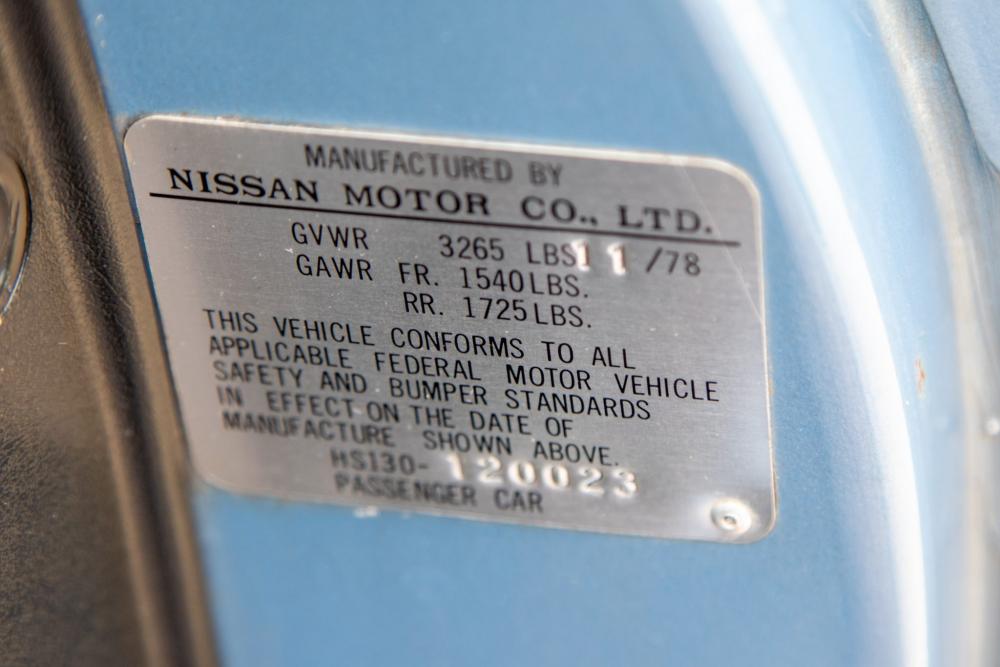 MANUFACTURED BY
NISSAN MOTOR CO., LTD.
GVWR 3265 LBS 11/78
GAWR FR. 1540 LBS.
RR. 1725 LBS.
THIS VEHICLE CONFORMS TO ALL
APPLICABLE FEDERAL MOTOR VEHICLE
SAFETY AND BUMPER STANDARDS
IN EFFECT ON THE DATE OF
MANUFACTURE SHOWN ABOVE.
HS130-120023
PASSENGER CAR